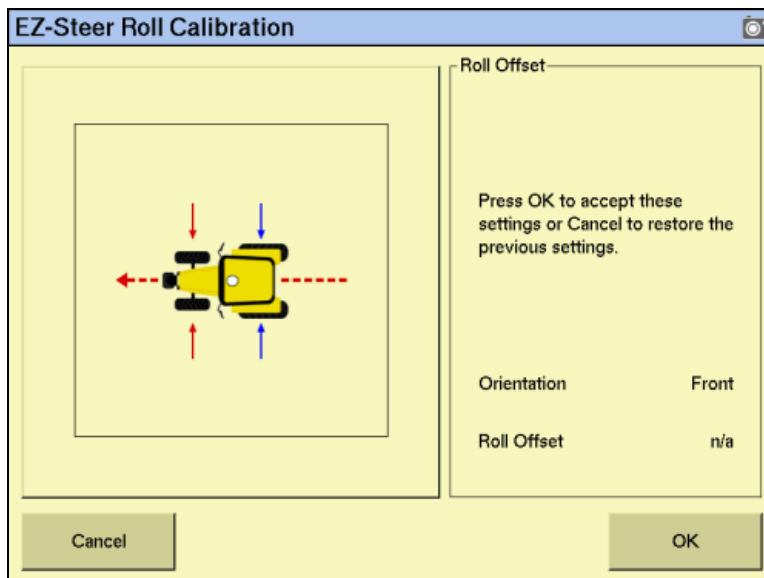 EZ-Steer Roll Calibration
Roll Offset
Press OK to accept these
settings or Cancel to restore the
previous settings.
Orientation Front
Roll Offset n/a
Cancel OK